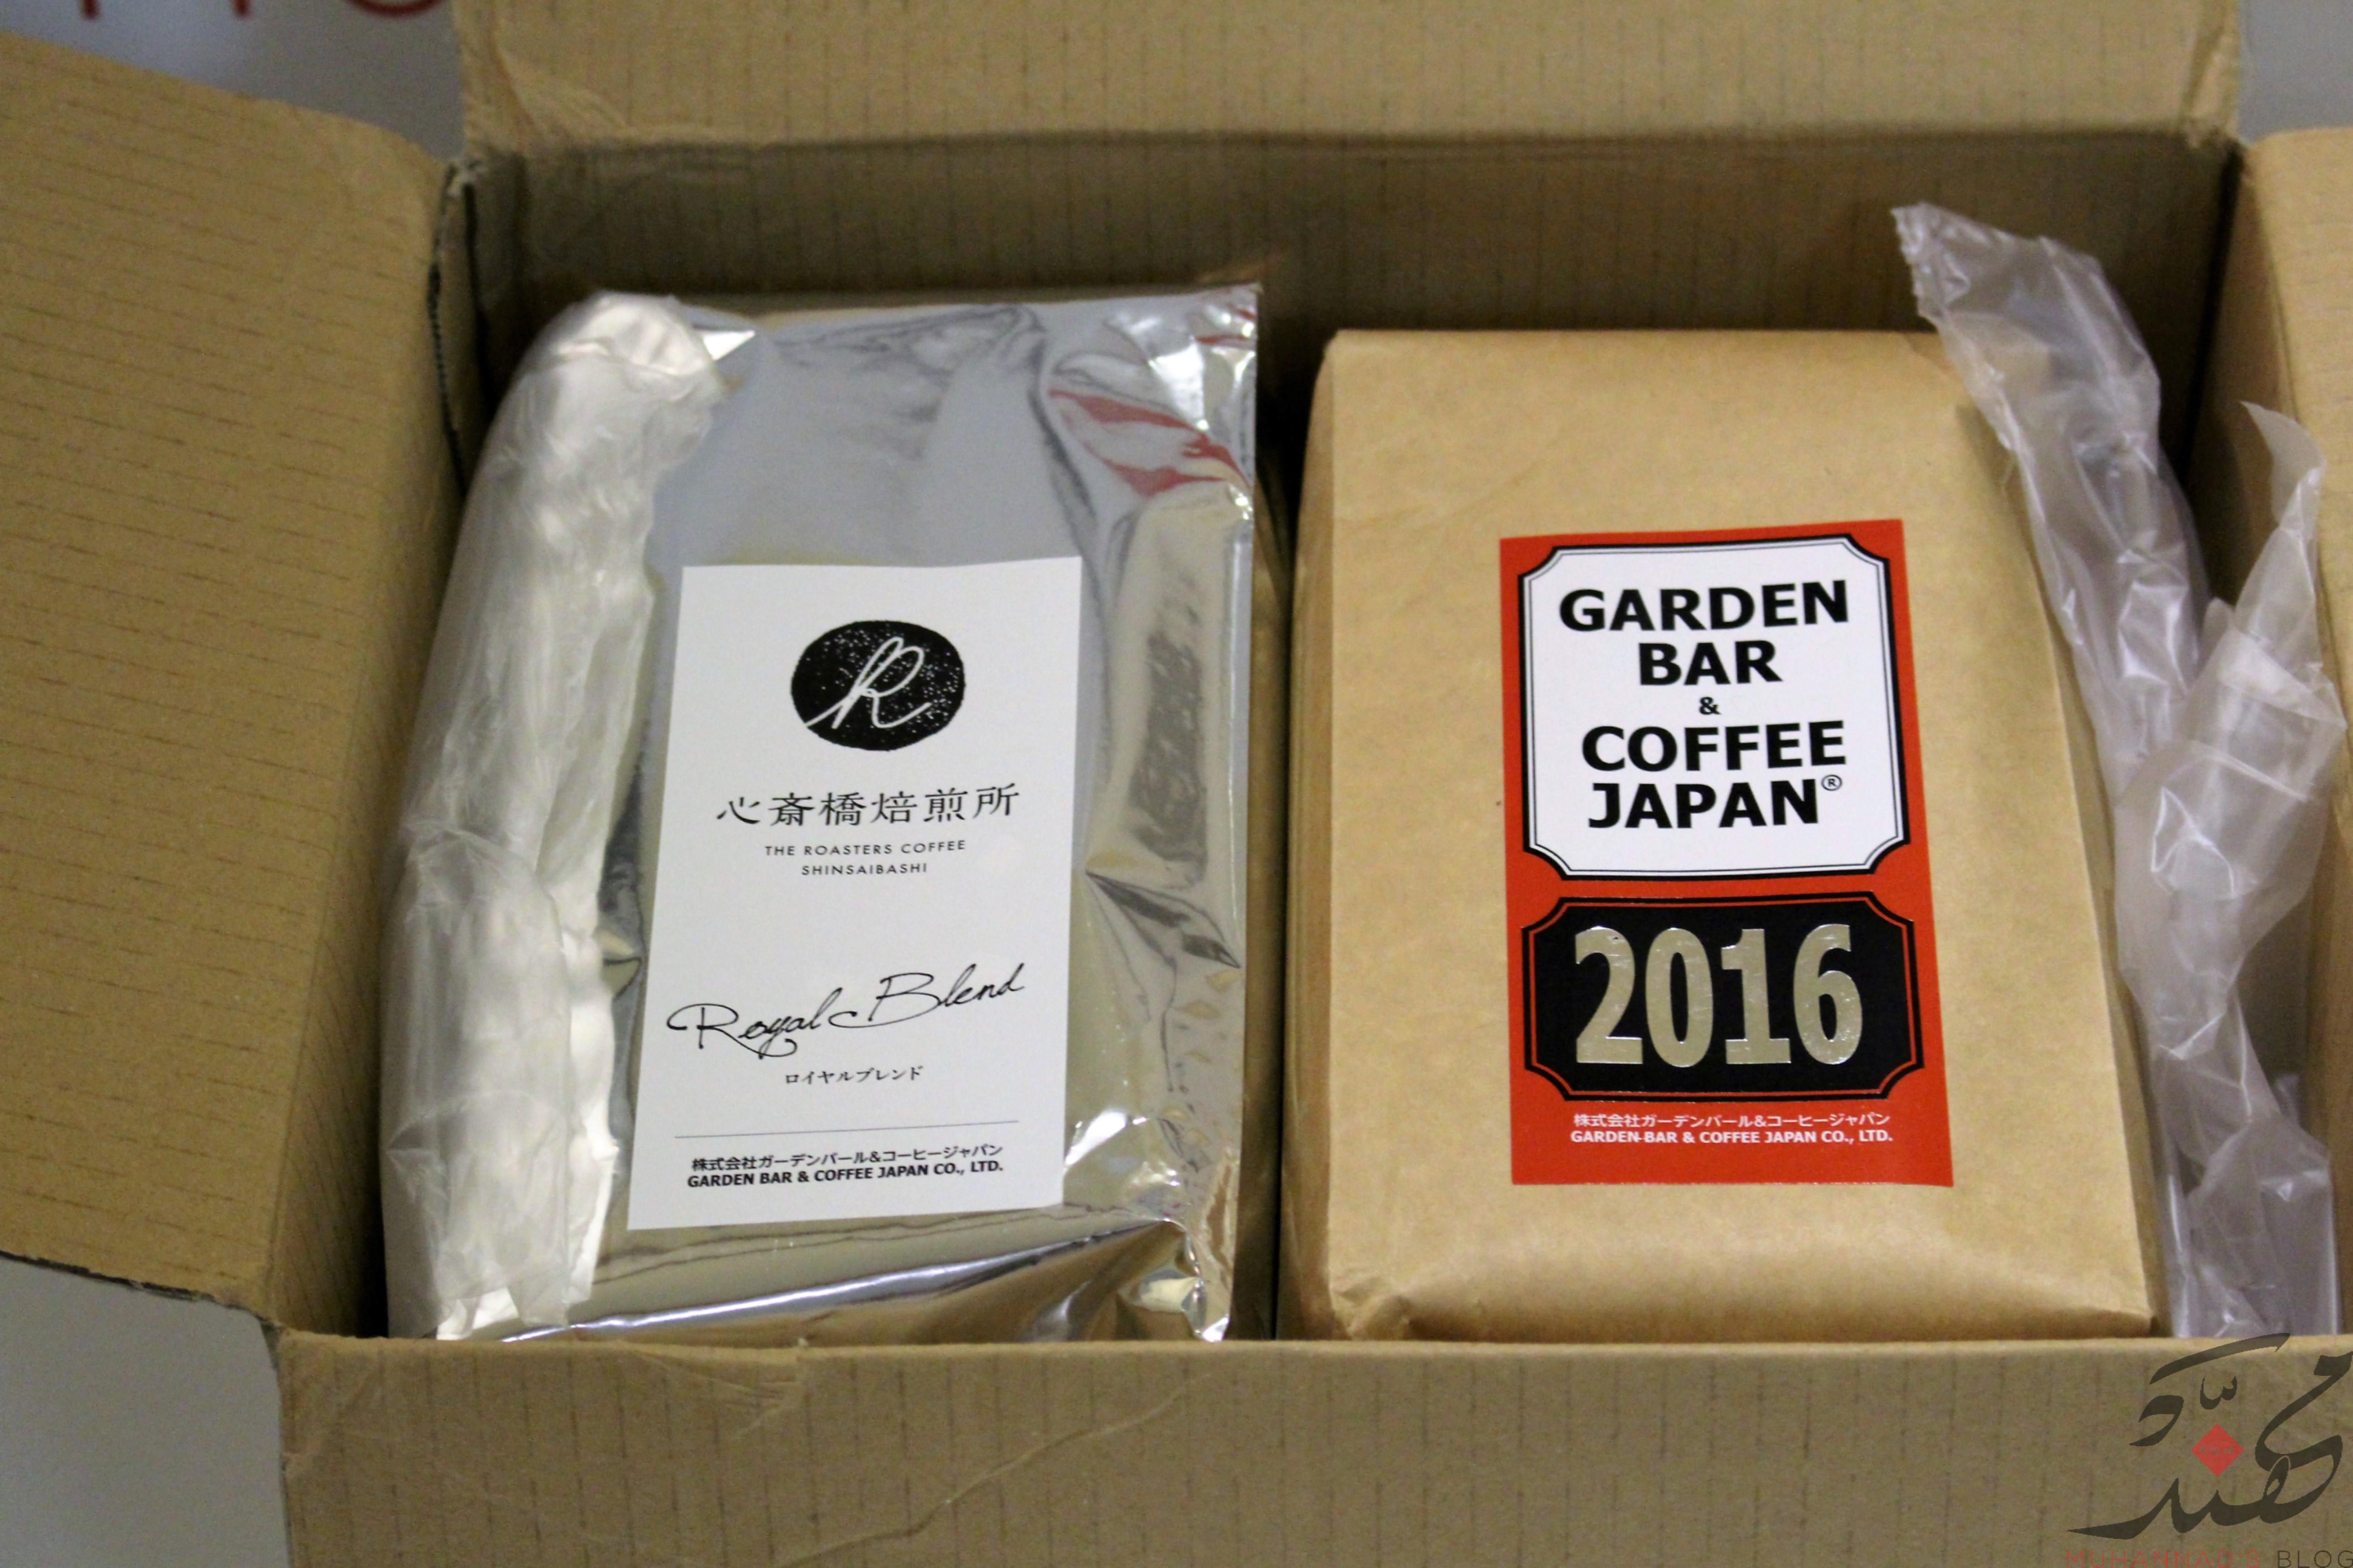 R
心斎橋焙煎所
THE ROASTERS COFFEE
SHINSAIBASHI
Royal Blend
ロイヤルブレンド
株式会社ガーデンバール&コーヒージャパン
GARDEN BAR & COFFEE JAPAN CO., LTD.
GARDEN
BAR
&
COFFEE
JAPAN®
2016
株式会社ガーデンバール&コーヒージャパン
GARDEN BAR & COFFEE JAPAN CO., LTD.
مهند
MUHANNAD'S BLOG